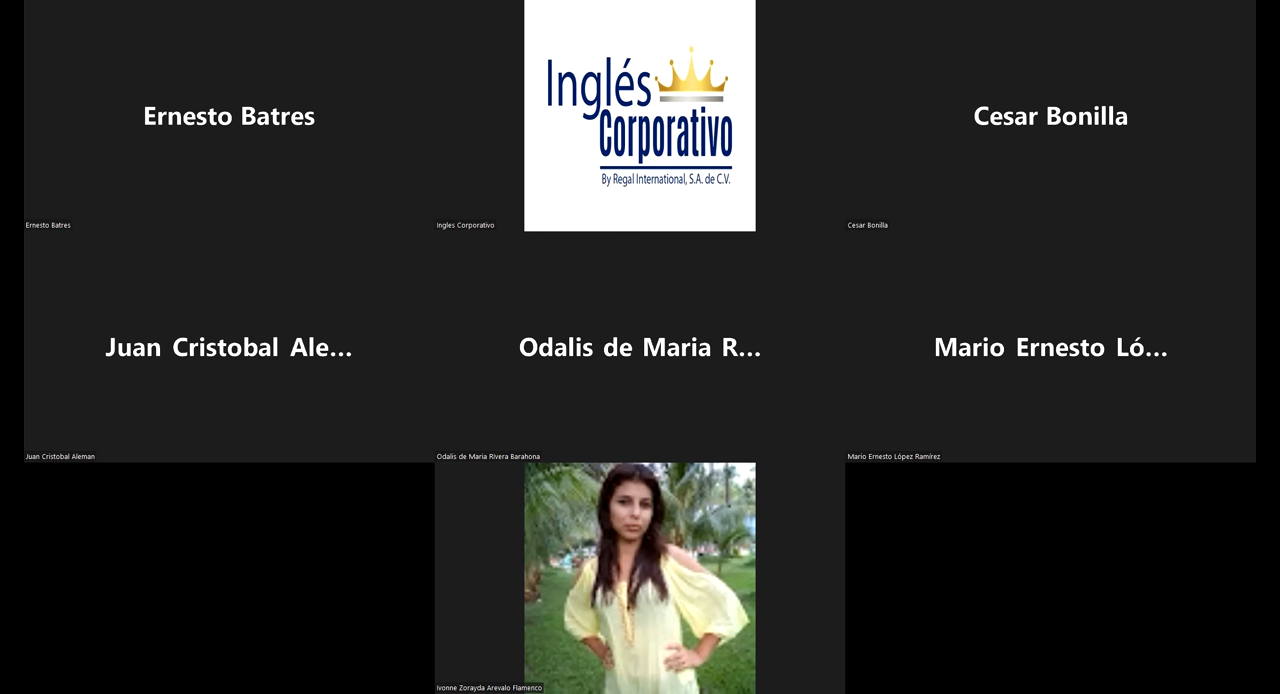 Ernesto Batres
Ernesto Batres
Inglés
Corporativo
By Regal International, S.A. de C.V.
Ingles Corporativo
Cesar Bonilla
Cesar Bonilla
Juan Cristobal Ale...
Juan Cristobal Aleman
Odalis de Maria R...
Odalis de Maria Rivera Barahona
Mario Ernesto Ló...
Mario Ernesto López Ramírez
Ivonne Zorayda Arevalo Flamenco